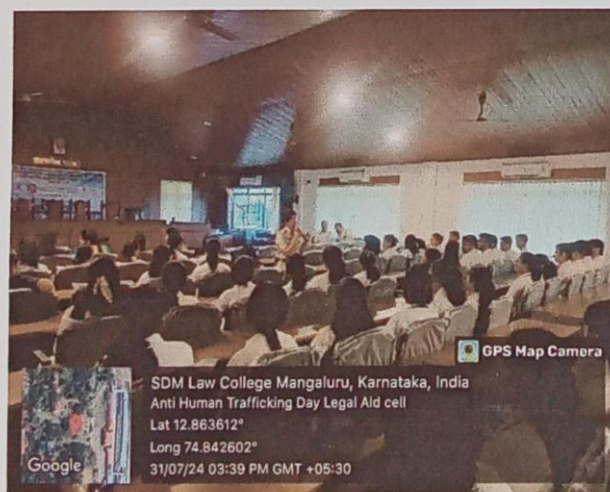 GPS Map Camera
SDM Law College Mangaluru, Karnataka, India
Anti Human Trafficking Day Legal Aid cell
Lat 12.863612°
Long 74.842602°
31/07/24 03:39 PM GMT +05:30
Google